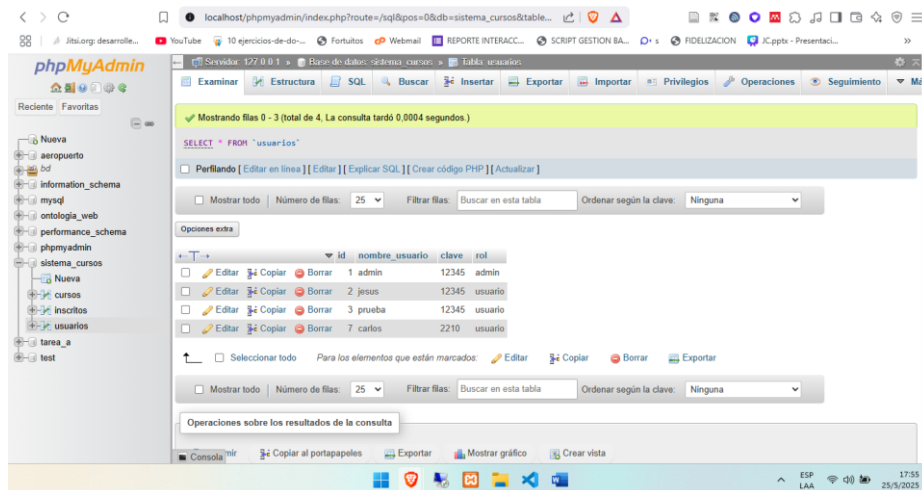 localhost/phpmyadmin/index.php?route=/sql&pos=0&db=sistema_cursos&table...
Jitsi.org: desarrolle... YouTube 10 ejercicios-de-do-... Fortuitos Webmail REPORTE INTERACC... SCRIPT GESTION BA... FIDELIZACION JC.pptx - Presentaci...
phpMyAdmin
Reciente Favoritas
Nueva
aeropuerto
bd
information_schema
mysql
ontologia_web
performance_schema
phpmyadmin
sistema_cursos
Nueva
cursos
inscritos
usuarios
tarea_a
test
Servidor: 127.0.0.1 » Base de datos: sistema_cursos » Tabla: usuarios
Examinar Estructura SQL Buscar Insertar Exportar Importar Privilegios Operaciones Seguimiento
Mostrando filas 0 - 3 (total de 4, La consulta tardó 0,0004 segundos.)
SELECT * FROM `usuarios`
Perfilando [ Editar en línea ] [ Editar ] [ Explicar SQL ] [ Crear código PHP ] [ Actualizar ]
Mostrar todo Número de filas: 25 Filtrar filas: Buscar en esta tabla Ordenar según la clave: Ninguna
Opciones extra
id nombre_usuario clave rol
Editar Copiar Borrar 1 admin 12345 admin
Editar Copiar Borrar 2 jesus 12345 usuario
Editar Copiar Borrar 3 prueba 12345 usuario
Editar Copiar Borrar 7 carlos 2210 usuario
Seleccionar todo Para los elementos que están marcados: Editar Copiar Borrar Exportar
Mostrar todo Número de filas: 25 Filtrar filas: Buscar en esta tabla Ordenar según la clave: Ninguna
Operaciones sobre los resultados de la consulta
Consola Copiar al portapapeles Exportar Mostrar gráfico Crear vista
ESP
LAA
17:55
25/5/2025